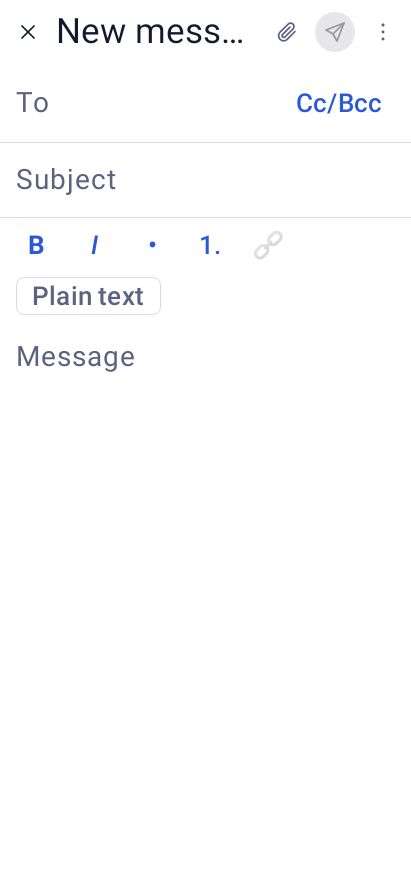 New mess...
To Cc/Bcc
Subject
B I • 1.
Plain text
Message